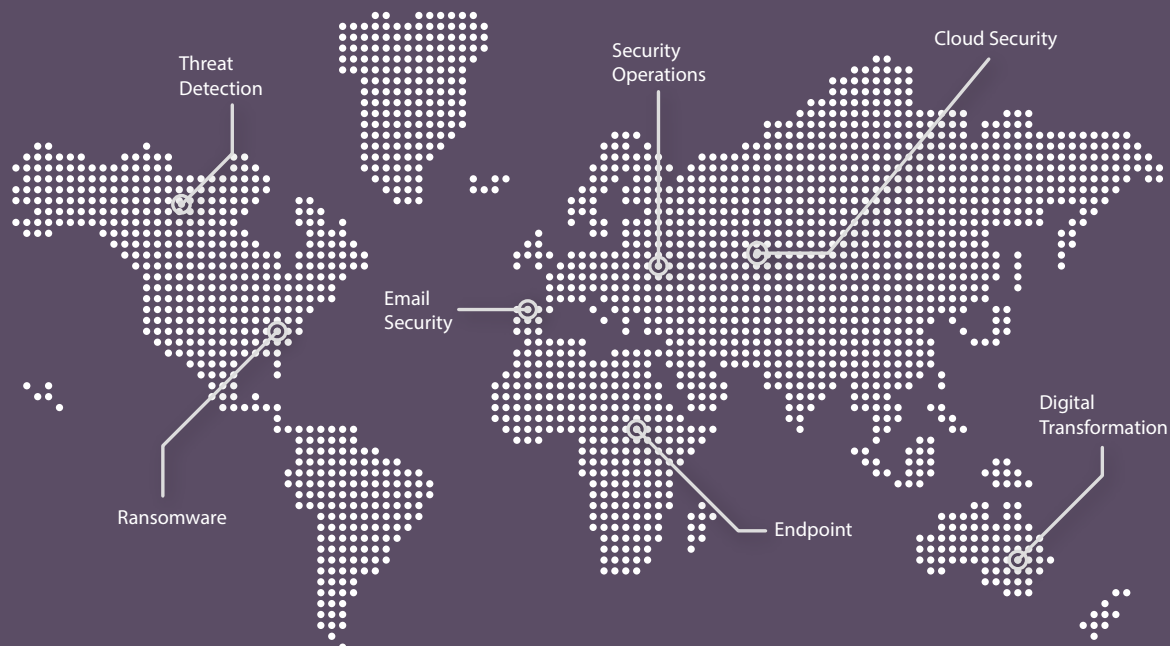 Cloud Security
Security
Operations
Threat
Detection
Email
Security
Digital
Transformation
Ransomware
Endpoint